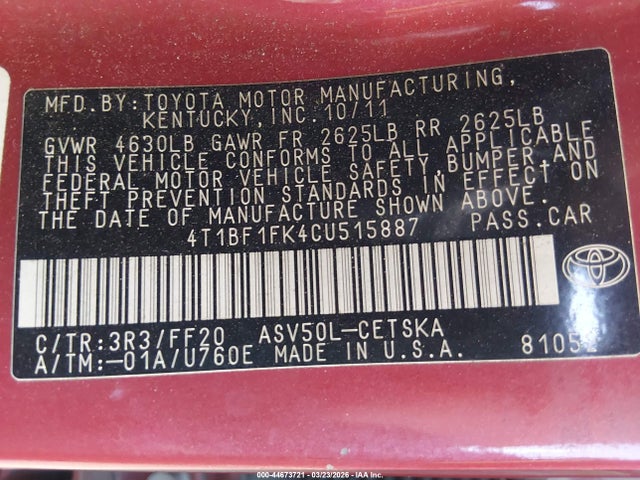 MFD.BY:TOYOTA MOTOR MANUFACTURING,
KENTUCKY,INC.10/11
GVWR 4630LB GAWR FR 2625LB RR 2625LB
THIS VEHICLE CONFORMS TO ALL APPLICABLE
FEDERAL MOTOR VEHICLE SAFETY,BUMPER,AND
THEFT PREVENTION STANDARDS IN EFFECT ON
THE DATE OF MANUFACTURE SHOWN ABOVE.
4T1BF1FK4CU515887 PASS.CAR
C/TR:3R3/FF20 ASV50L-CETSKA
A/TM:-01A/U760E MADE IN U.S.A.
TOYOTA
000-44673721 - 03/23/2026 - IAA Inc.